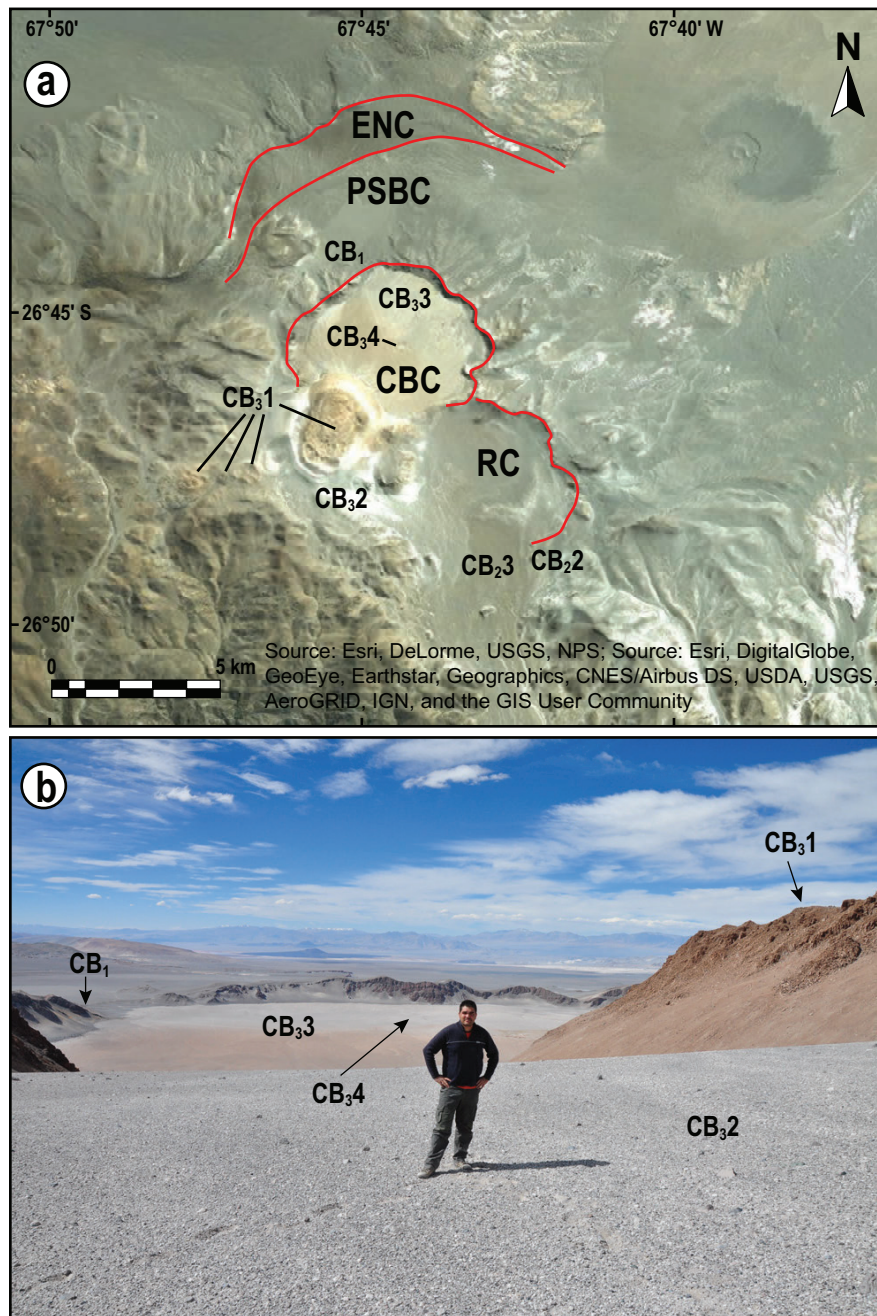 67°50'
67°45'
67°40' W
a
N
ENC
PSBC
CB₁
26°45' S
CB₃3
CB₃4
CBC
CB₃1
RC
CB₃2
CB₂3
CB₂2
26°50'
0
5 km
Source: Esri, DeLorme, USGS, NPS; Source: Esri, DigitalGlobe,
GeoEye, Earthstar, Geographics, CNES/Airbus DS, USDA, USGS,
AeroGRID, IGN, and the GIS User Community
b
CB₃1
CB₁
CB₃3
CB₃4
CB₃2